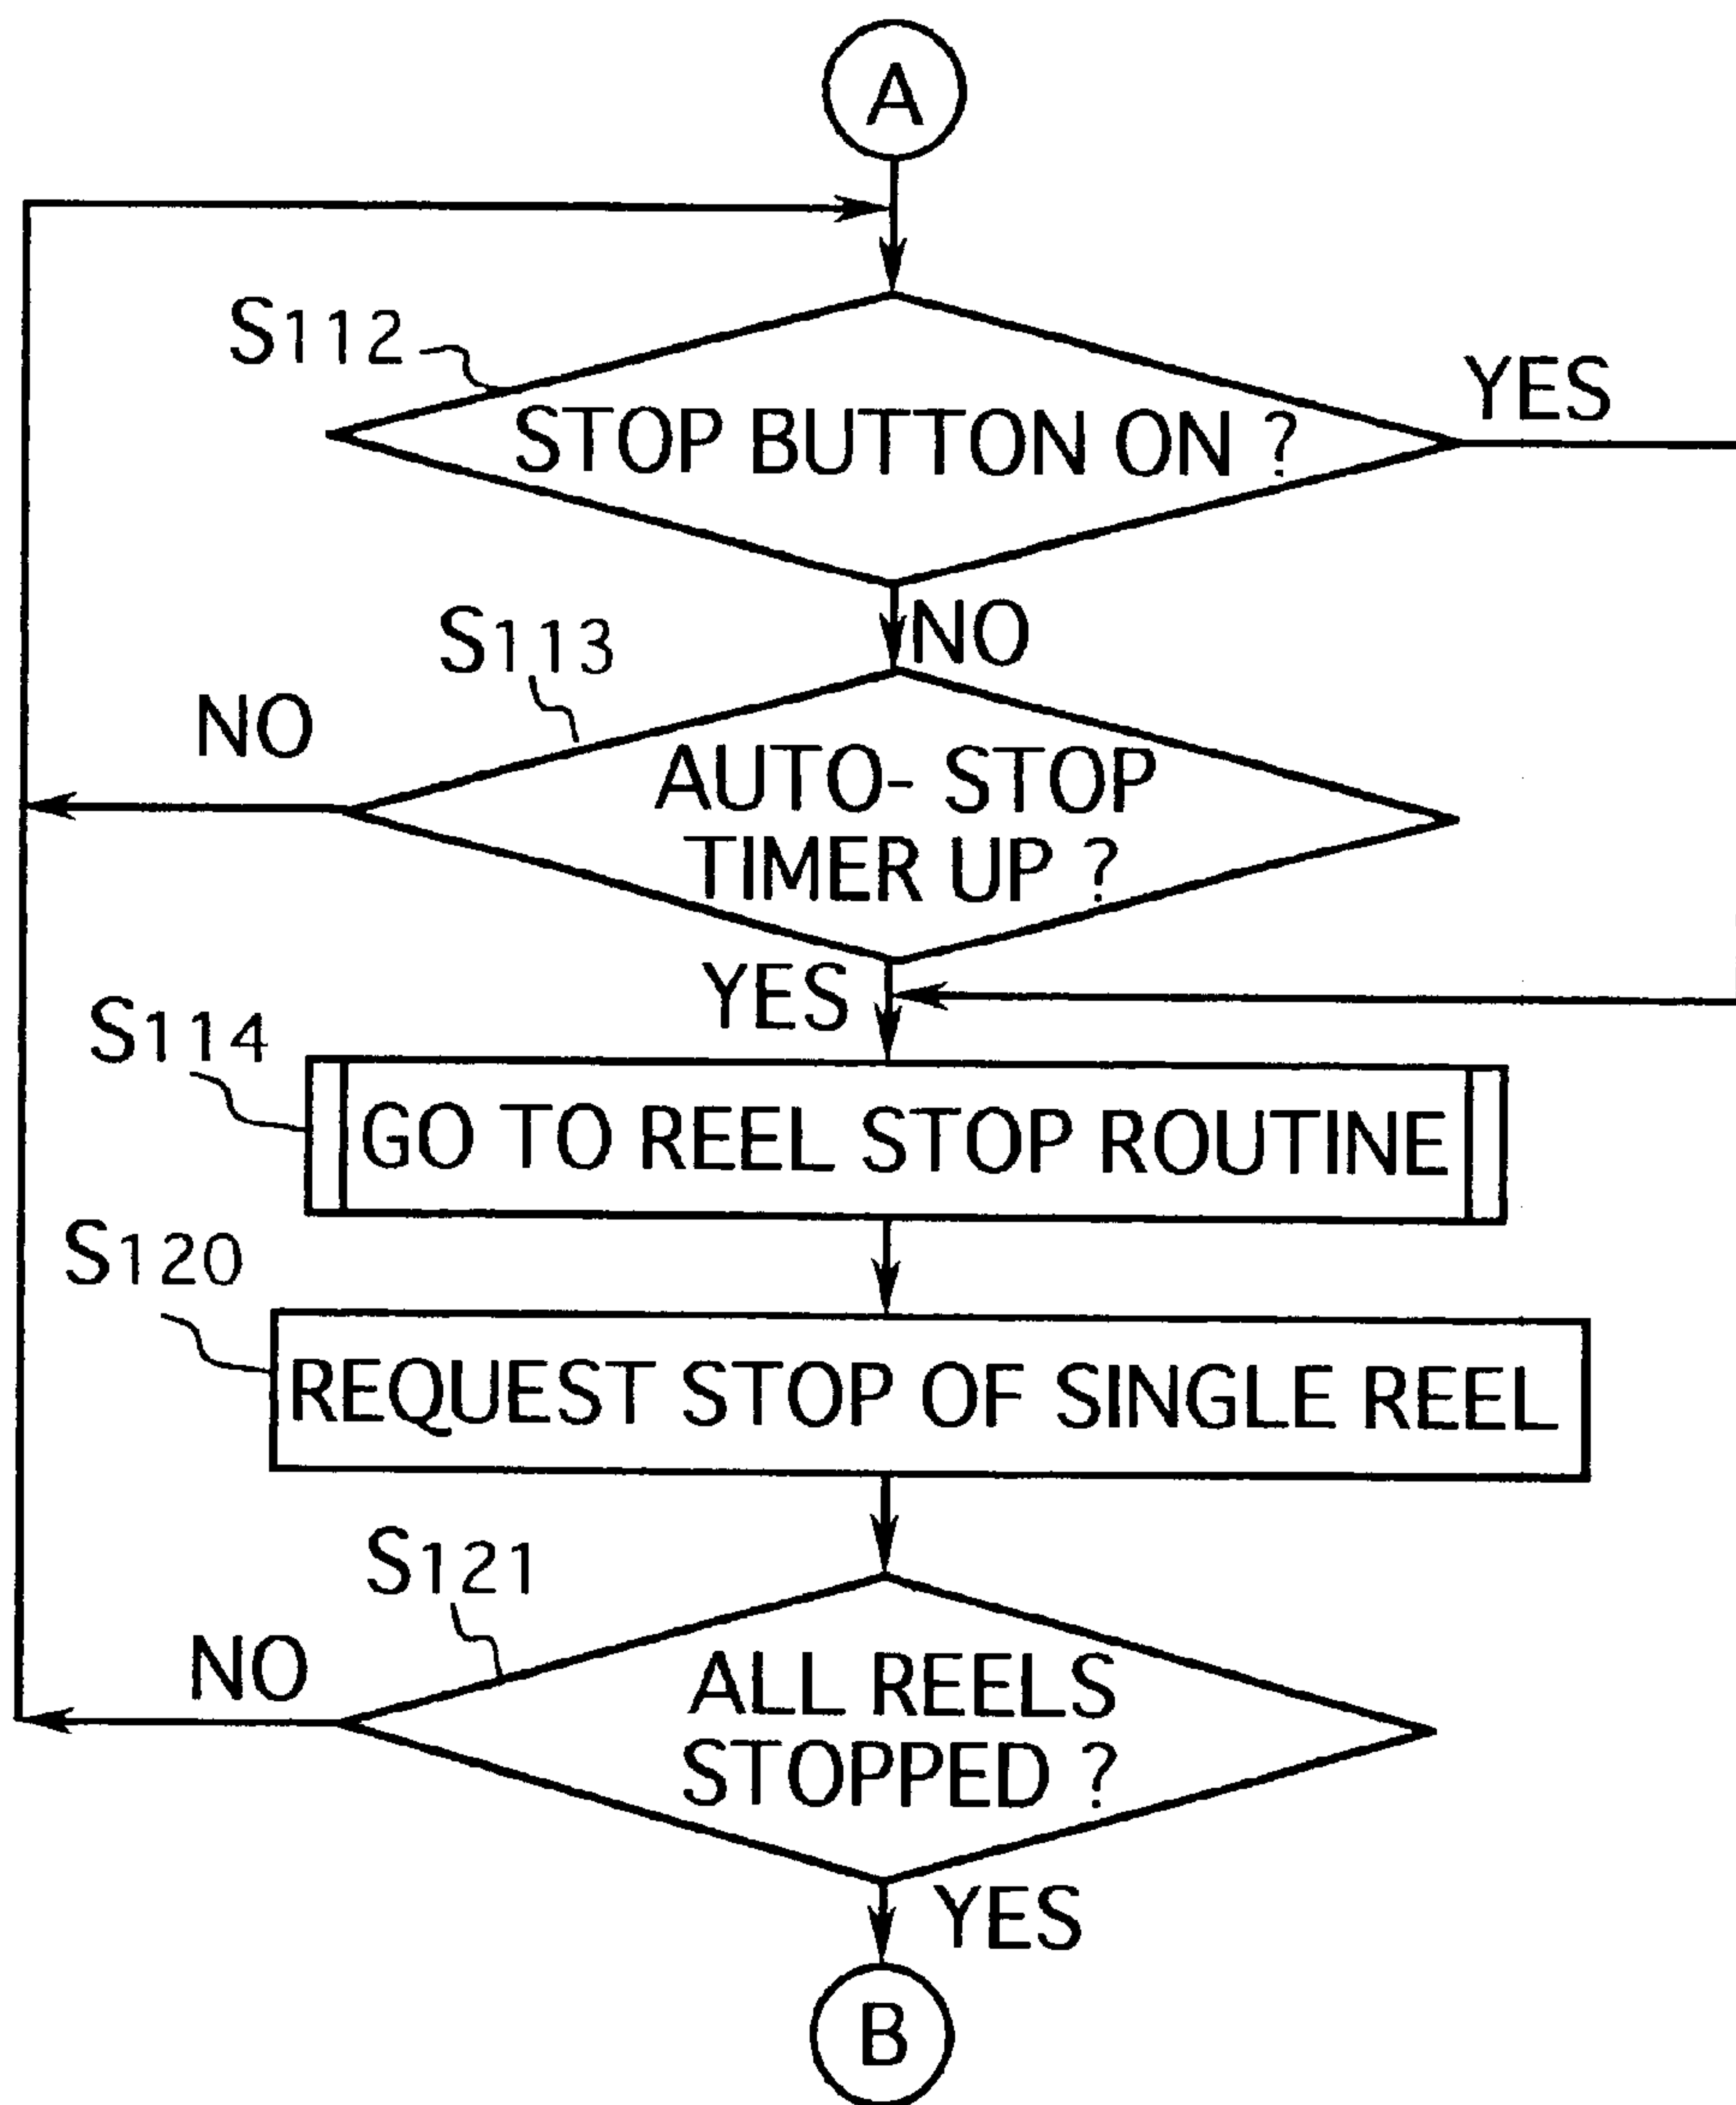 A
S112
STOP BUTTON ON ?
YES
NO
S113
NO
AUTO- STOP
TIMER UP ?
YES
S114
GO TO REEL STOP ROUTINE
S120
REQUEST STOP OF SINGLE REEL
S121
NO
ALL REELS
STOPPED ?
YES
B